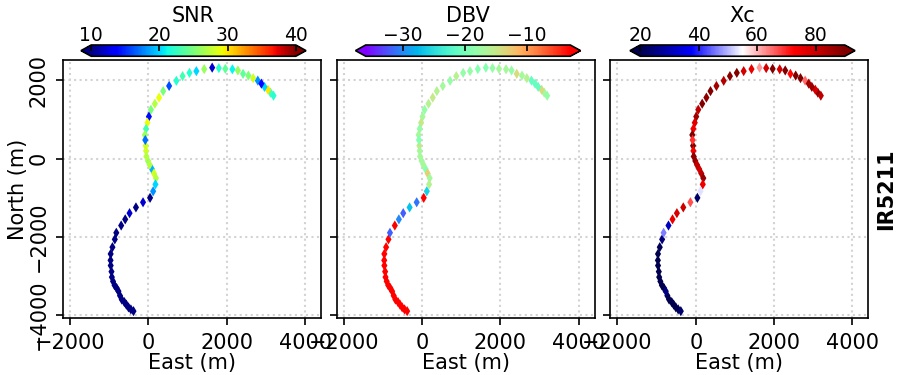 SNR DBV Xc
10 20 30 40 −30 −20 −10 20 40 60 80
2000
0
−2000
−4000
North (m)
IR5211
−2000 0 2000 4000 −2000 0 2000 4000 −2000 0 2000 4000
East (m) East (m) East (m)